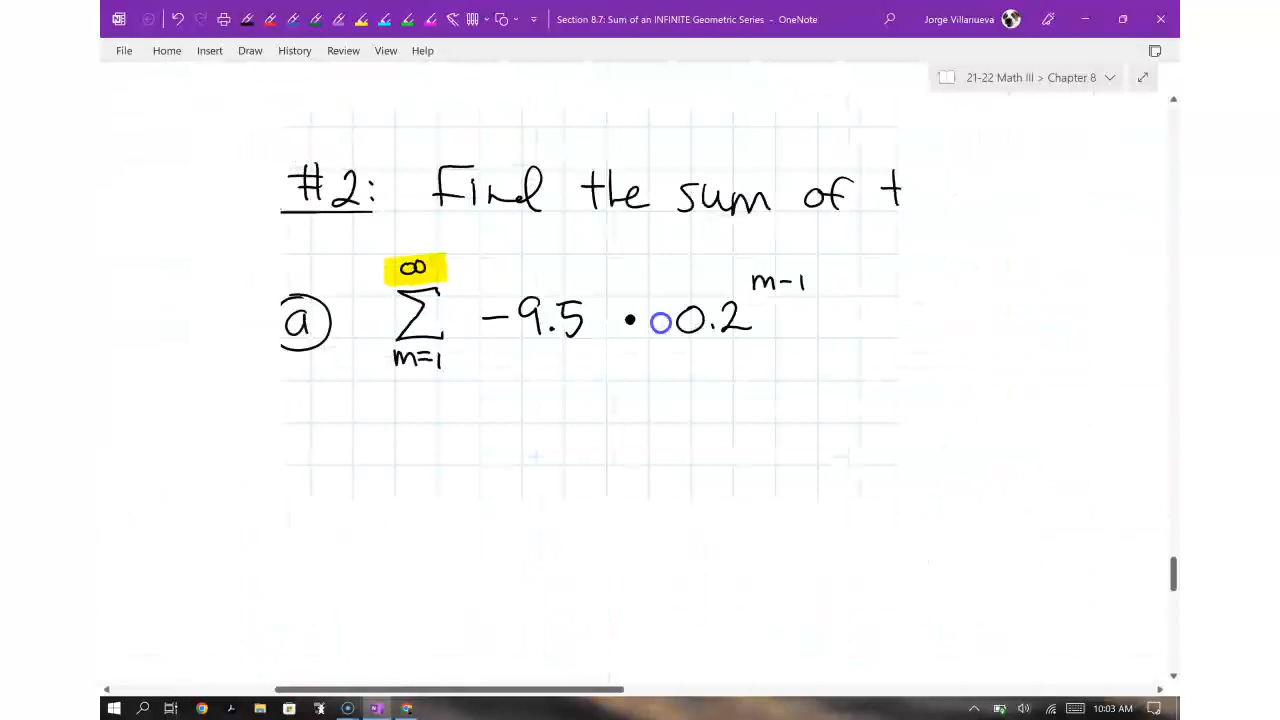 Section 8.7: Sum of an INFINITE Geometric Series - OneNote
Jorge Villanueva
File Home Insert Draw History Review View Help
21-22 Math III > Chapter 8
#2: Find the sum of t
∞
m-1
a Σ -9.5 • 0.2
m=1
10:03 AM